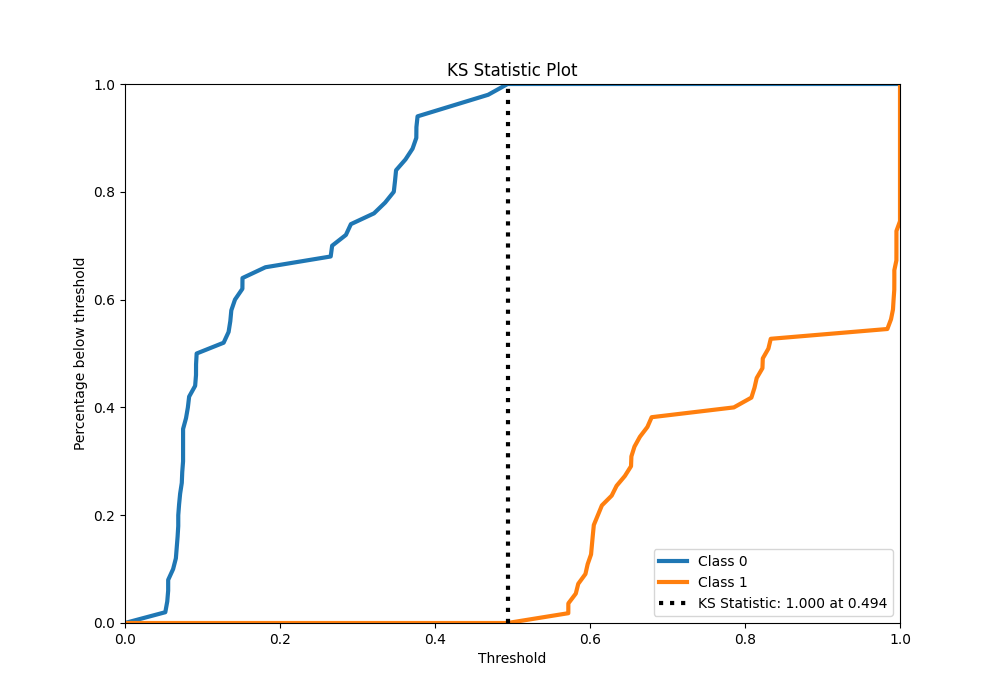 KS Statistic Plot
Percentage below threshold
1.0
0.8
0.6
0.4
0.2
0.0
0.0 0.2 0.4 0.6 0.8 1.0
Threshold
Class 0
Class 1
KS Statistic: 1.000 at 0.494